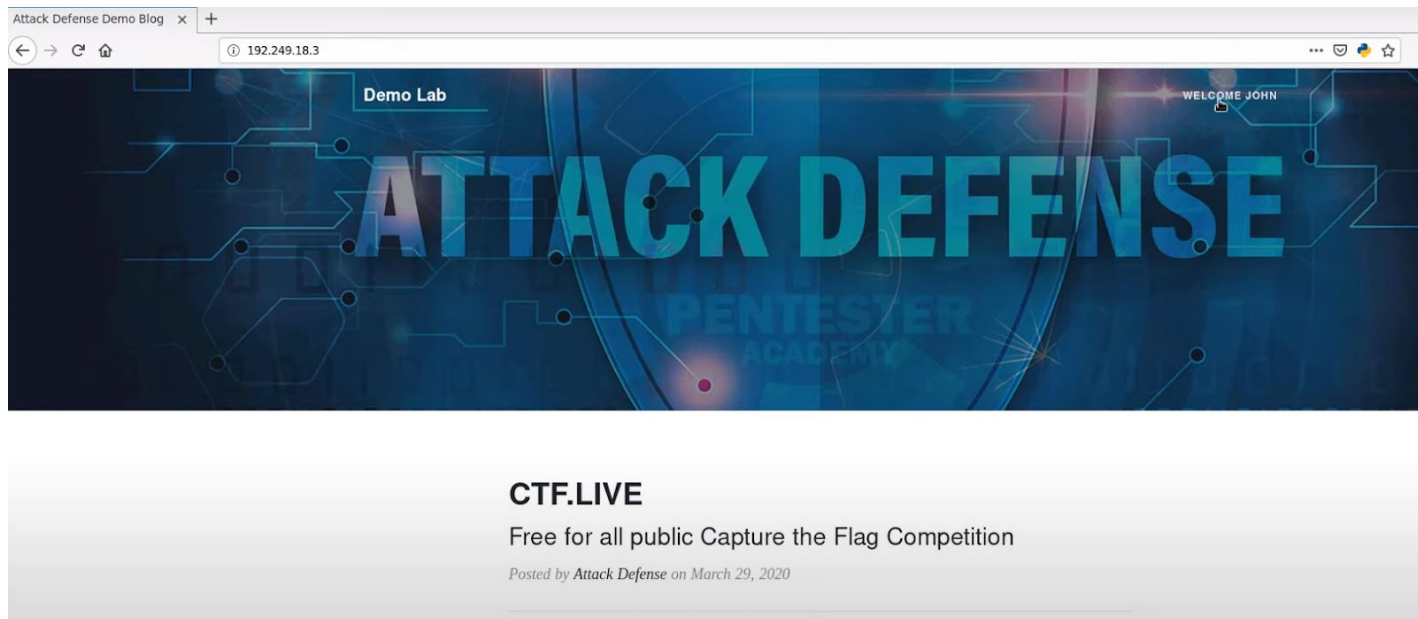 Attack Defense Demo Blog
192.249.18.3
Demo Lab
WELCOME JOHN
ATTACK DEFENSE
PENTESTER
ACADEMY
CTF.LIVE
Free for all public Capture the Flag Competition
Posted by Attack Defense on March 29, 2020